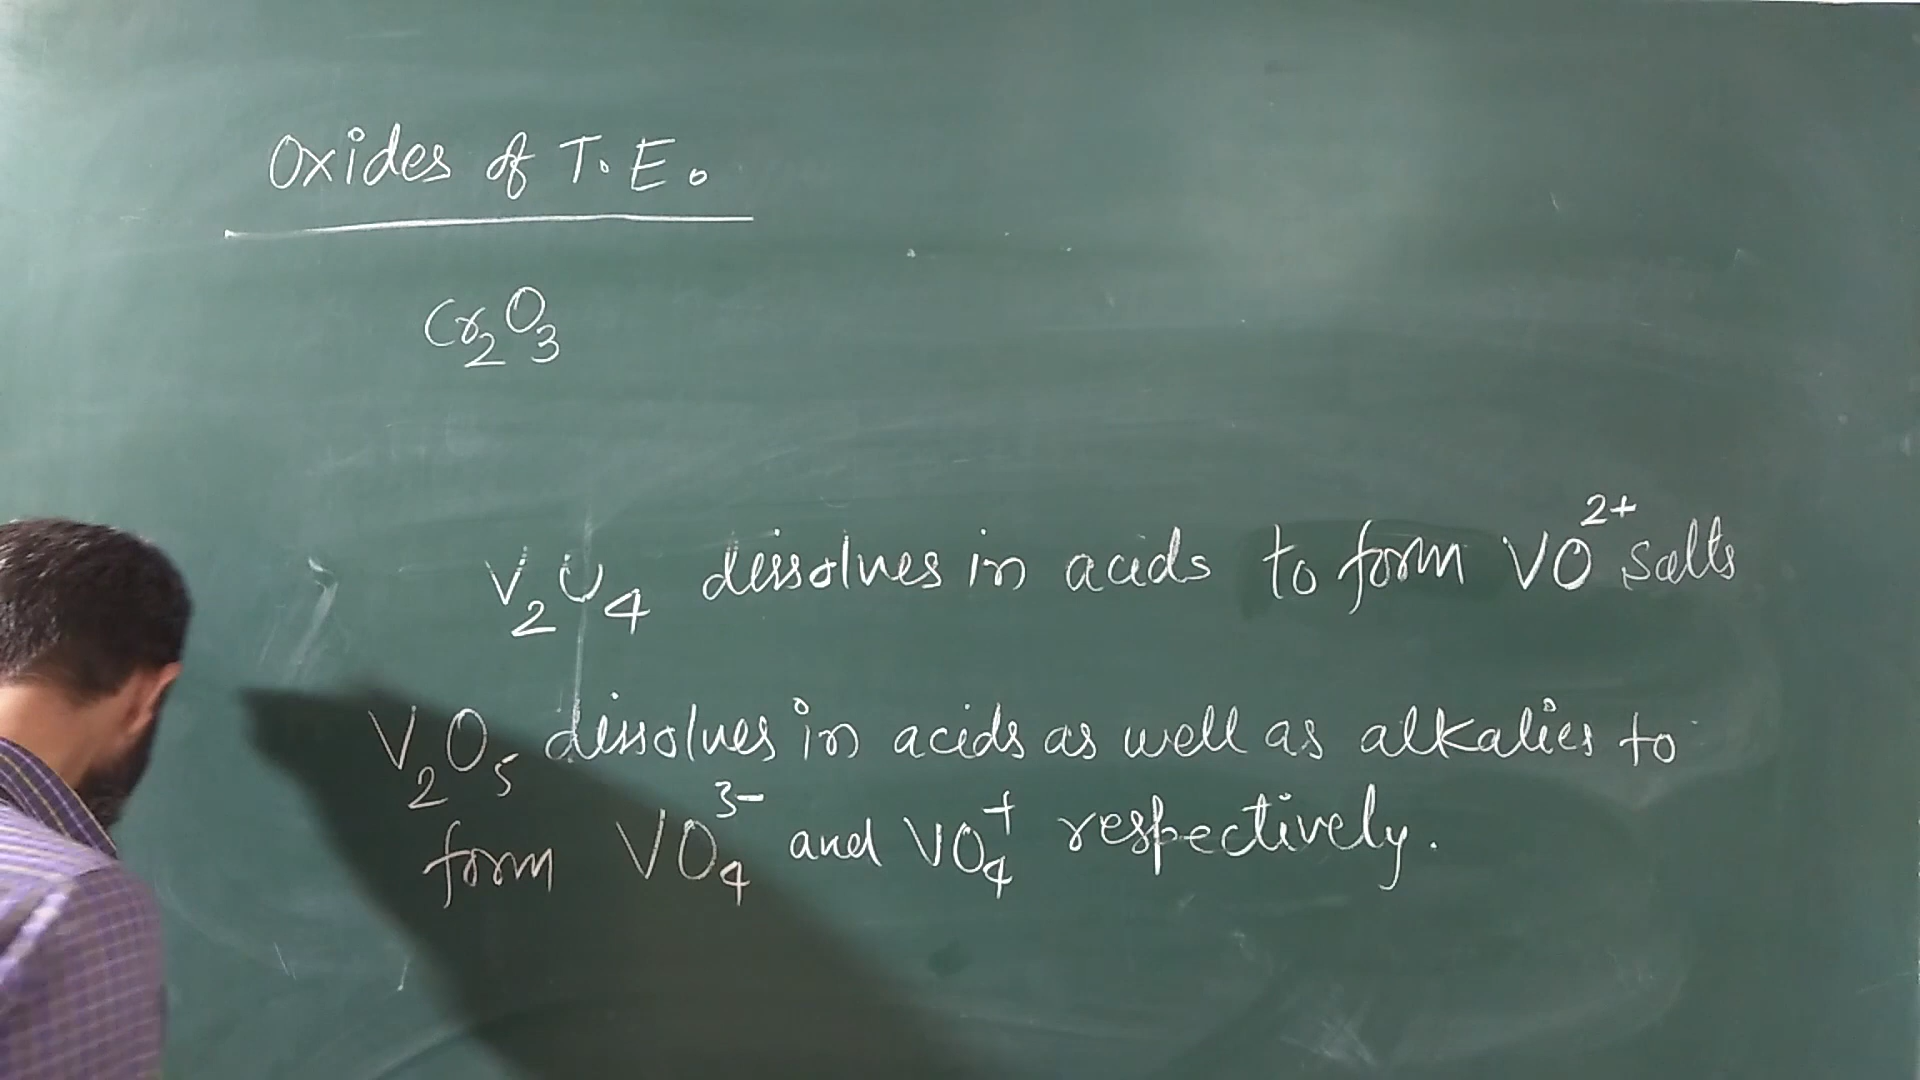 Oxides of T.E.
Cr₂O₃
V₂O₄ dissolves in acids to form VO²⁺ salts
V₂O₅ dissolves in acids as well as alkalies to
form VO₄³⁻ and VO₄⁺ respectively.